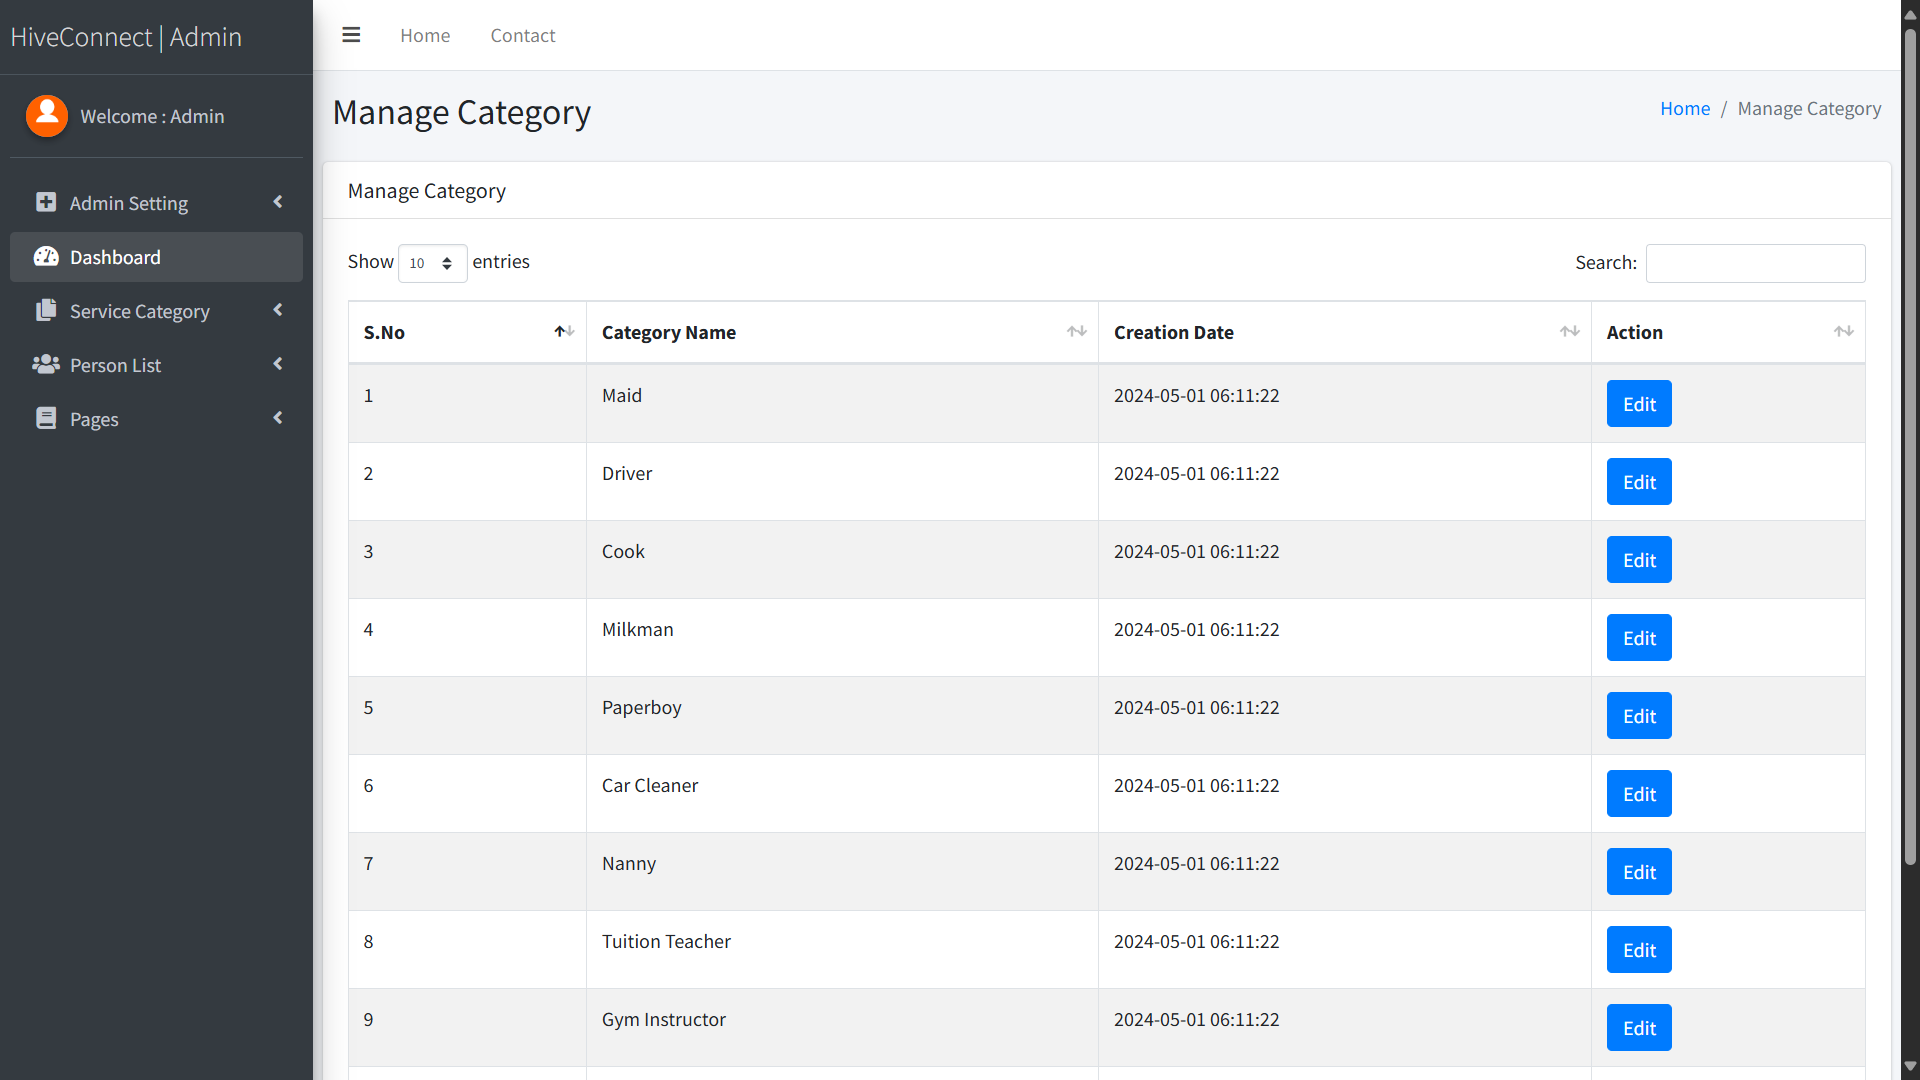 HiveConnect | Admin
Home
Contact
Welcome : Admin
Admin Setting
Dashboard
Service Category
Person List
Pages
Manage Category
Home / Manage Category
Manage Category
Show 10 entries
Search:
S.No Category Name Creation Date Action
1 Maid 2024-05-01 06:11:22 Edit
2 Driver 2024-05-01 06:11:22 Edit
3 Cook 2024-05-01 06:11:22 Edit
4 Milkman 2024-05-01 06:11:22 Edit
5 Paperboy 2024-05-01 06:11:22 Edit
6 Car Cleaner 2024-05-01 06:11:22 Edit
7 Nanny 2024-05-01 06:11:22 Edit
8 Tuition Teacher 2024-05-01 06:11:22 Edit
9 Gym Instructor 2024-05-01 06:11:22 Edit